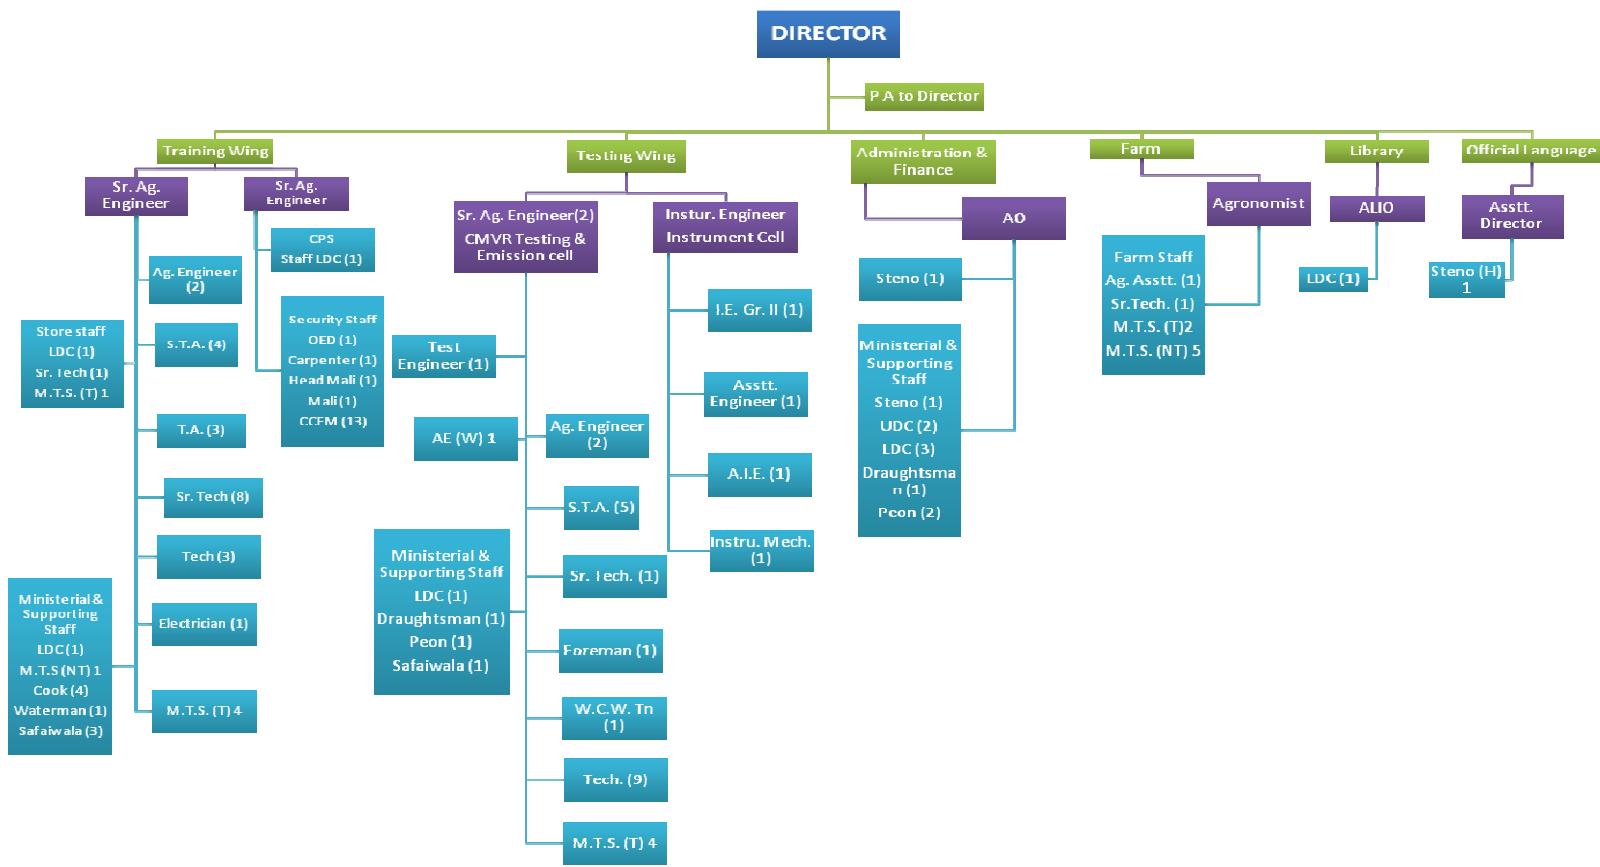 DIRECTOR
P A to Director
Training Wing
Testing Wing
Administration &
Finance
Farm
Library
Official Language
Sr. Ag.
Engineer
Sr. Ag.
Engineer
Sr. Ag. Engineer(2)
CMVR Testing &
Emission cell
Instur. Engineer
Instrument Cell
AO
Agronomist
ALIO
Asstt.
Director
CPS
Staff LDC (1)
Ag. Engineer
(2)
Store staff
LDC (1)
Sr. Tech (1)
M.T.S. (T) 1
S.T.A. (4)
T.A. (3)
Sr. Tech (8)
Tech (3)
Electrician (1)
M.T.S. (T) 4
Ministerial &
Supporting
Staff
LDC (1)
M.T.S (NT) 1
Cook (4)
Waterman (1)
Safaiwala (3)
Security Staff
OED (1)
Carpenter (1)
Head Mali (1)
Mali (1)
CCEM (13)
Test
Engineer (1)
AE (W) 1
Ministerial &
Supporting Staff
LDC (1)
Draughtsman (1)
Peon (1)
Safaiwala (1)
Ag. Engineer
(2)
S.T.A. (5)
Sr. Tech. (1)
Foreman (1)
W.C.W. Tn
(1)
Tech. (9)
M.T.S. (T) 4
I.E. Gr. II (1)
Asstt.
Engineer (1)
A.I.E. (1)
Instru. Mech.
(1)
Steno (1)
Ministerial &
Supporting
Staff
Steno (1)
UDC (2)
LDC (3)
Draughtsma
n (1)
Peon (2)
Farm Staff
Ag. Asstt. (1)
Sr.Tech. (1)
M.T.S. (T)2
M.T.S. (NT) 5
LDC (1)
Steno (H)
1